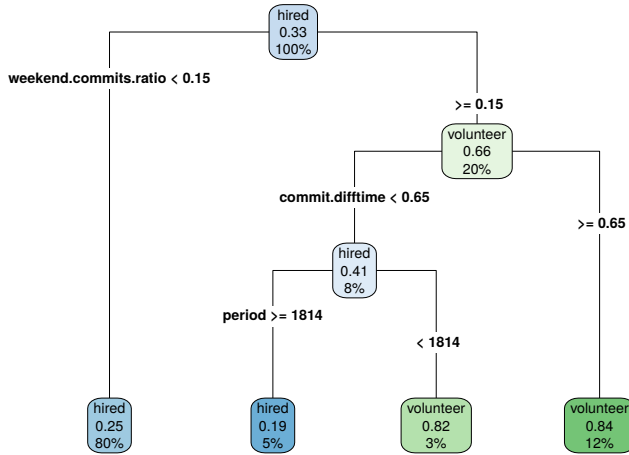 hired
0.33
100%
weekend.commits.ratio < 0.15
>= 0.15
volunteer
0.66
20%
commit.difftime < 0.65
>= 0.65
hired
0.41
8%
period >= 1814
< 1814
hired
0.25
80%
hired
0.19
5%
volunteer
0.82
3%
volunteer
0.84
12%